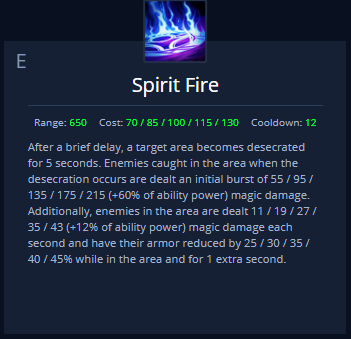 E
Spirit Fire
Range: 650 Cost: 70 / 85 / 100 / 115 / 130 Cooldown: 12
After a brief delay, a target area becomes desecrated
for 5 seconds. Enemies caught in the area when the
desecration occurs are dealt an initial burst of 55 / 95 /
135 / 175 / 215 (+60% of ability power) magic damage.
Additionally, enemies in the area are dealt 11 / 19 / 27 /
35 / 43 (+12% of ability power) magic damage each
second and have their armor reduced by 25 / 30 / 35 /
40 / 45% while in the area and for 1 extra second.